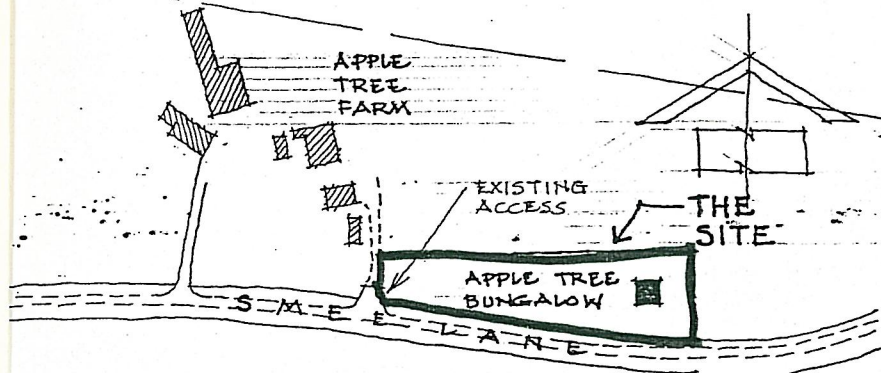 APPLE
TREE
FARM
EXISTING
ACCESS
THE
SITE
APPLE TREE
BUNGALOW
SMEE LANE